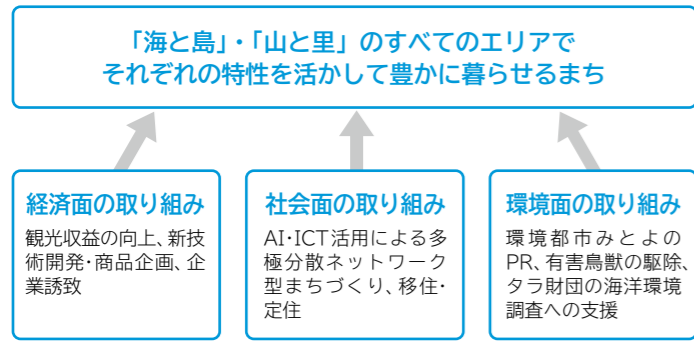 「海と島」・「山と里」のすべてのエリアで
それぞれの特性を活かして豊かに暮らせるまち
経済面の取り組み
観光収益の向上、新技
術開発・商品企画、企
業誘致
社会面の取り組み
AI・ICT活用による多
極分散ネットワーク
型まちづくり、移住・
定住
環境面の取り組み
環境都市みとよの
PR、有害鳥獣の駆除、
タラ財団の海洋環境
調査への支援